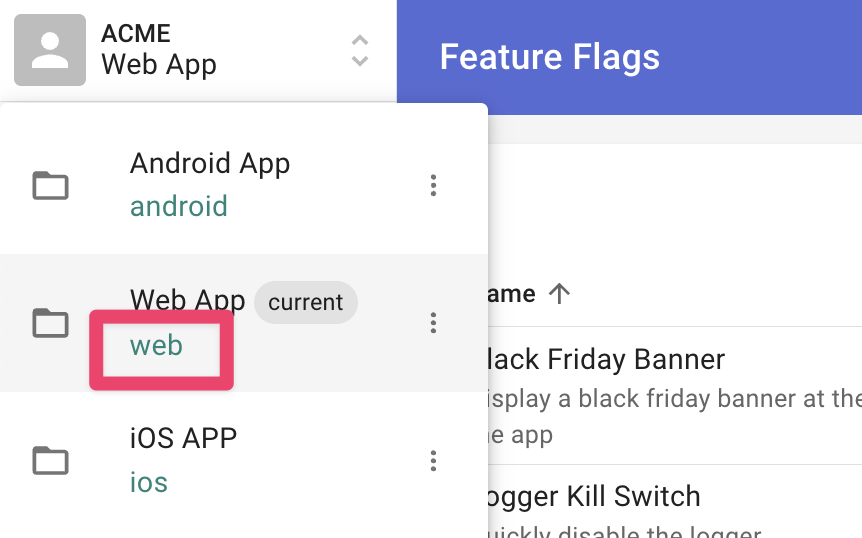 ACME
Web App
Feature Flags
Android App
android
Web App current
web
iOS APP
ios
ame
lack Friday Banner
isplay a black friday banner at the
e app
ogger Kill Switch
uickly disable the logger